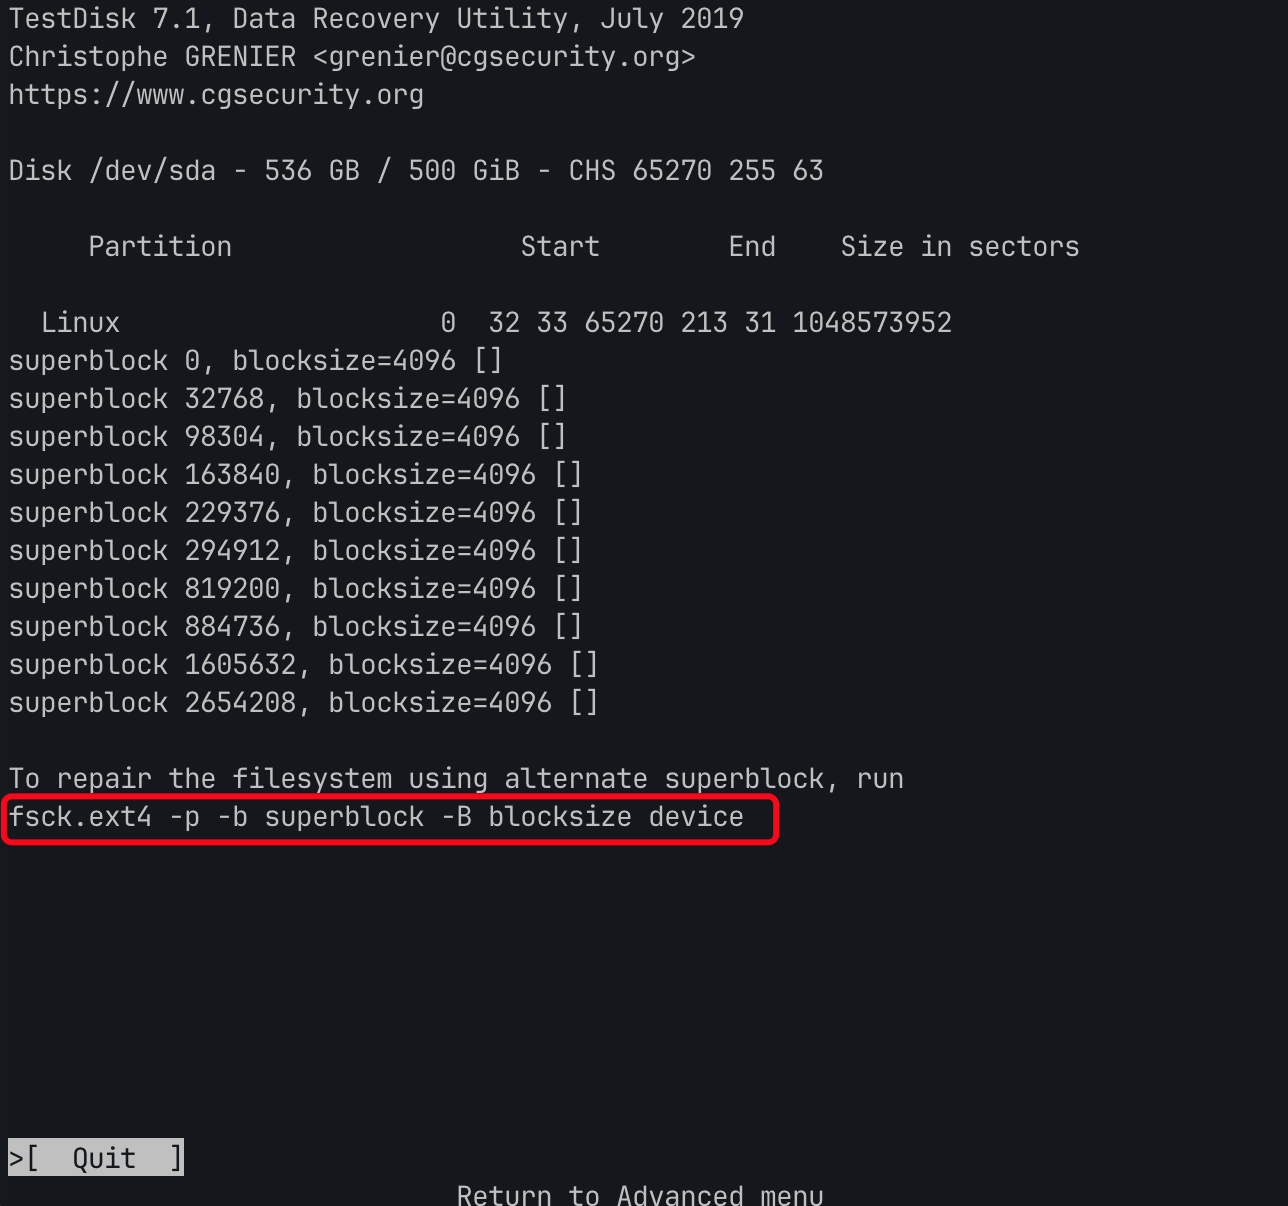 TestDisk 7.1, Data Recovery Utility, July 2019
Christophe GRENIER <grenier@cgsecurity.org>
https://www.cgsecurity.org
Disk /dev/sda - 536 GB / 500 GiB - CHS 65270 255 63
Partition Start End Size in sectors
Linux 0 32 33 65270 213 31 1048573952
superblock 0, blocksize=4096 []
superblock 32768, blocksize=4096 []
superblock 98304, blocksize=4096 []
superblock 163840, blocksize=4096 []
superblock 229376, blocksize=4096 []
superblock 294912, blocksize=4096 []
superblock 819200, blocksize=4096 []
superblock 884736, blocksize=4096 []
superblock 1605632, blocksize=4096 []
superblock 2654208, blocksize=4096 []
To repair the filesystem using alternate superblock, run
fsck.ext4 -p -b superblock -B blocksize device
>[ Quit ]
Return to Advanced menu